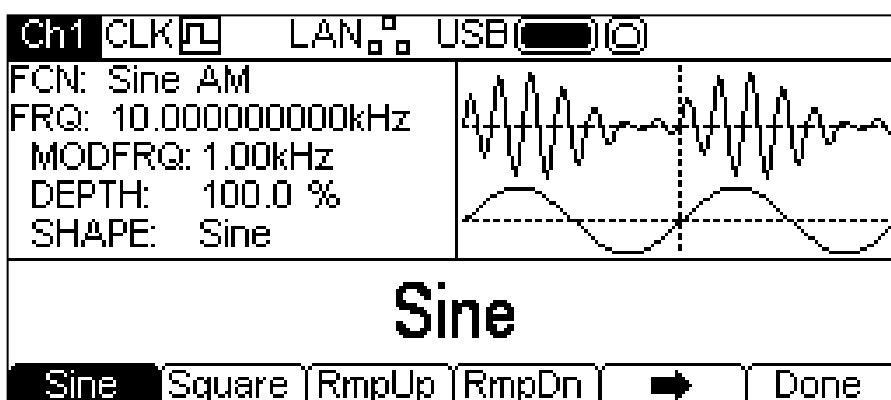 Ch1 CLK LAN USB
FCN: Sine AM
FRQ: 10.000000000kHz
MODFRQ: 1.00kHz
DEPTH: 100.0 %
SHAPE: Sine
Sine
Sine Square RmpUp RmpDn Done